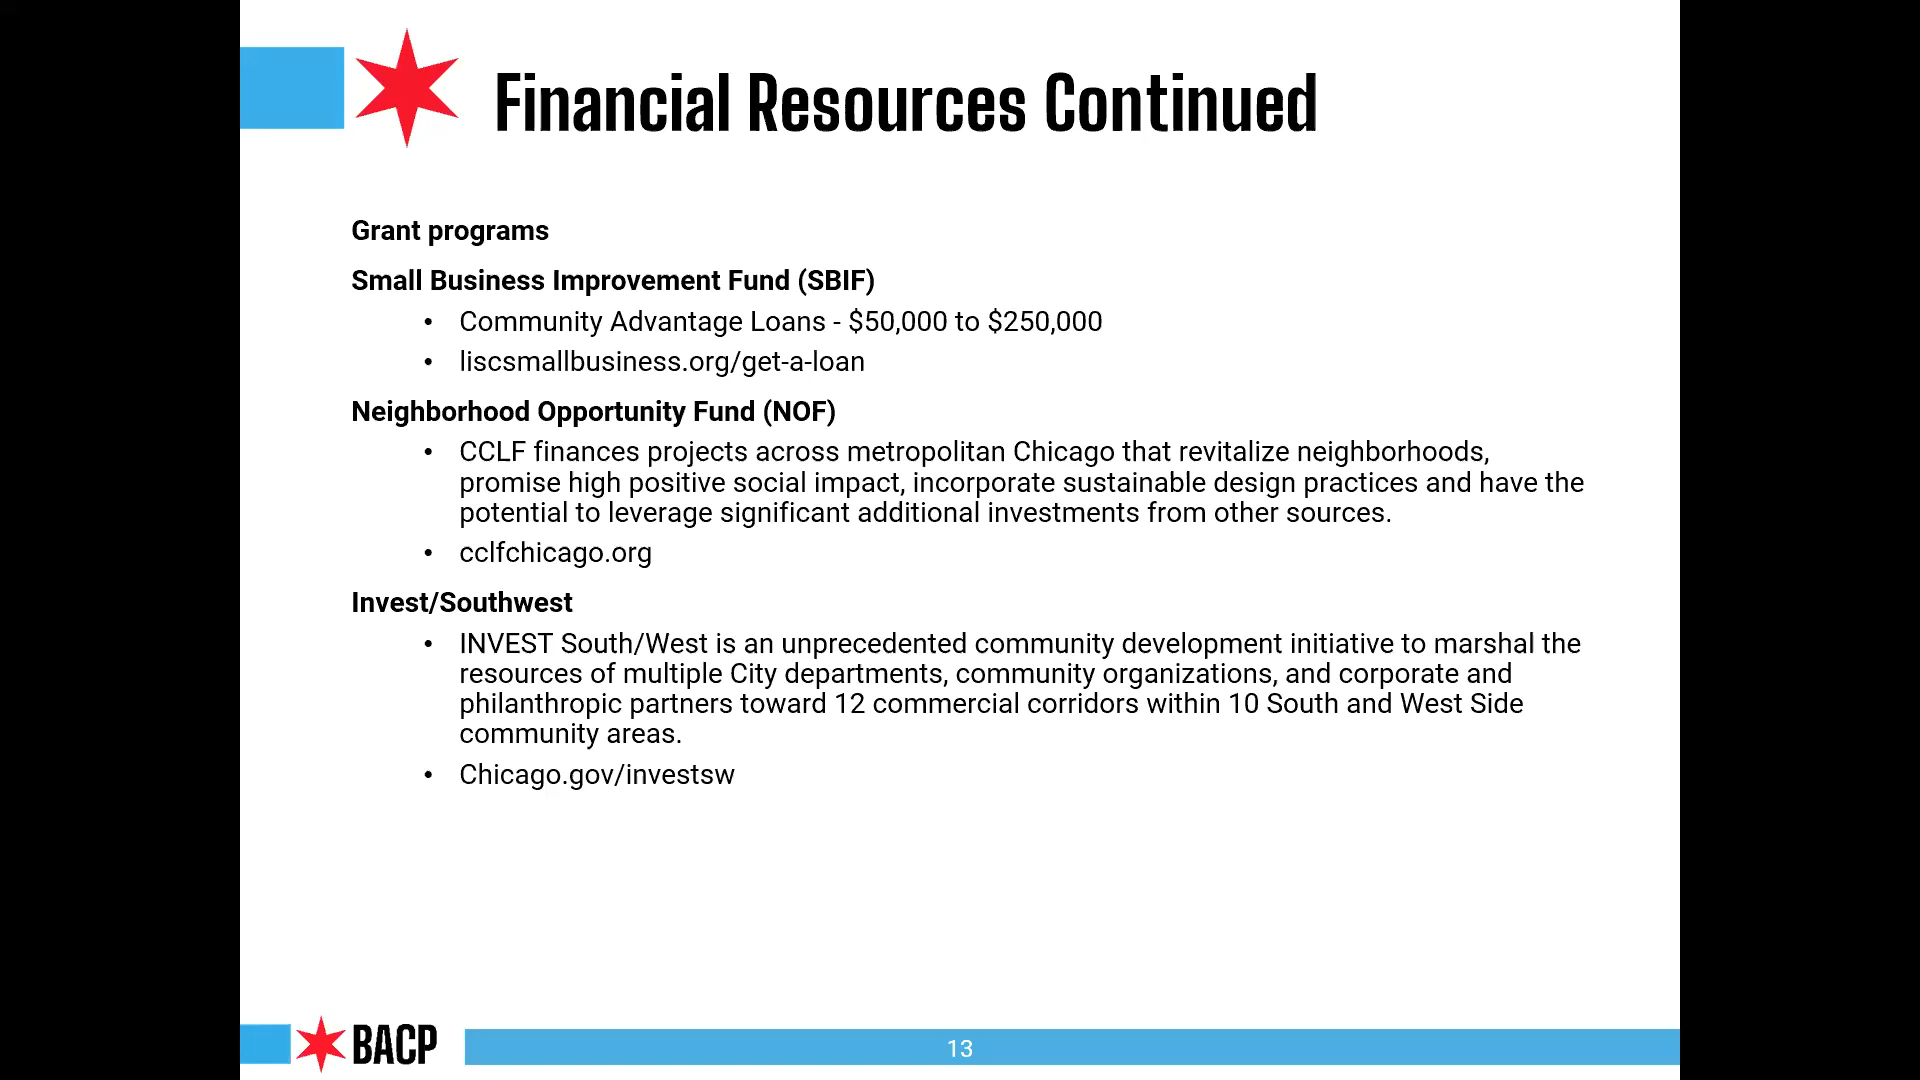 Financial Resources Continued
Grant programs
Small Business Improvement Fund (SBIF)
• Community Advantage Loans - $50,000 to $250,000
• liscsmallbusiness.org/get-a-loan
Neighborhood Opportunity Fund (NOF)
• CCLF finances projects across metropolitan Chicago that revitalize neighborhoods,
promise high positive social impact, incorporate sustainable design practices and have the
potential to leverage significant additional investments from other sources.
• cclfchicago.org
Invest/Southwest
• INVEST South/West is an unprecedented community development initiative to marshal the
resources of multiple City departments, community organizations, and corporate and
philanthropic partners toward 12 commercial corridors within 10 South and West Side
community areas.
• Chicago.gov/investsw
BACP
13